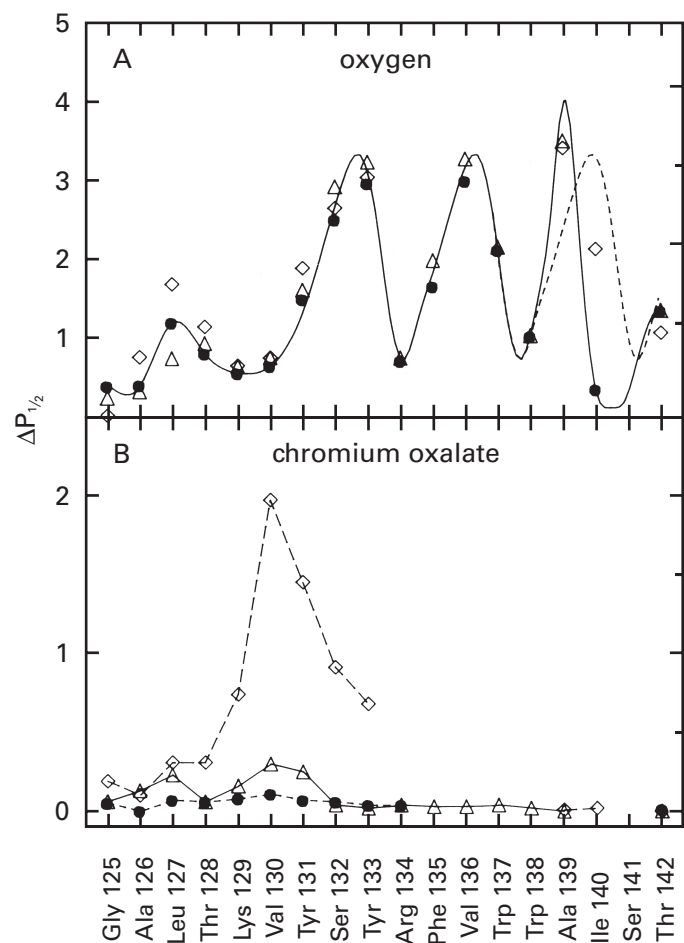 5
A
oxygen
4
3
2
1
ΔP1/2
B
chromium oxalate
2
1
0
Gly 125
Ala 126
Leu 127
Thr 128
Lys 129
Val 130
Tyr 131
Ser 132
Tyr 133
Arg 134
Phe 135
Val 136
Trp 137
Trp 138
Ala 139
Ile 140
Ser 141
Thr 142